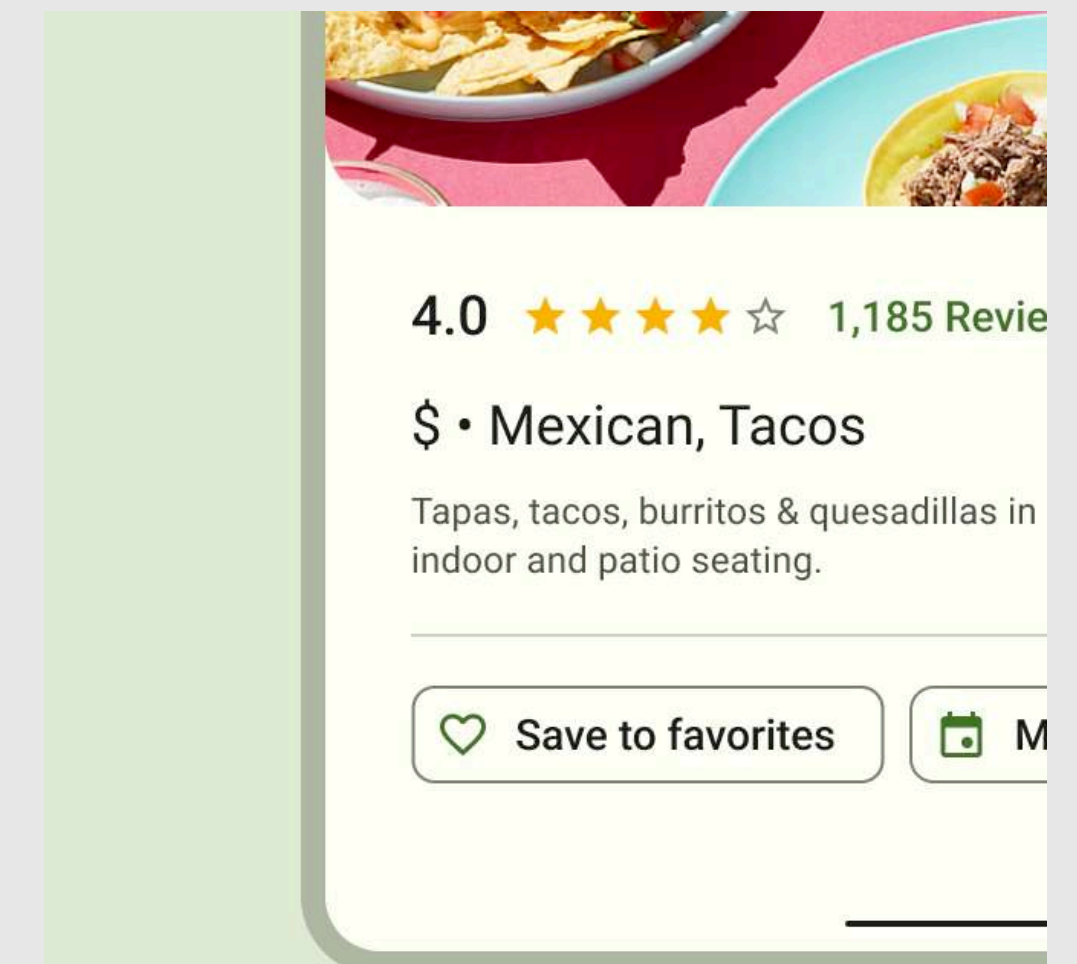 4.0 1,185
$ • Mexican, Tacos
Tapas, tacos, burritos & quesadillas in
indoor and patio seating.
Save to favorites